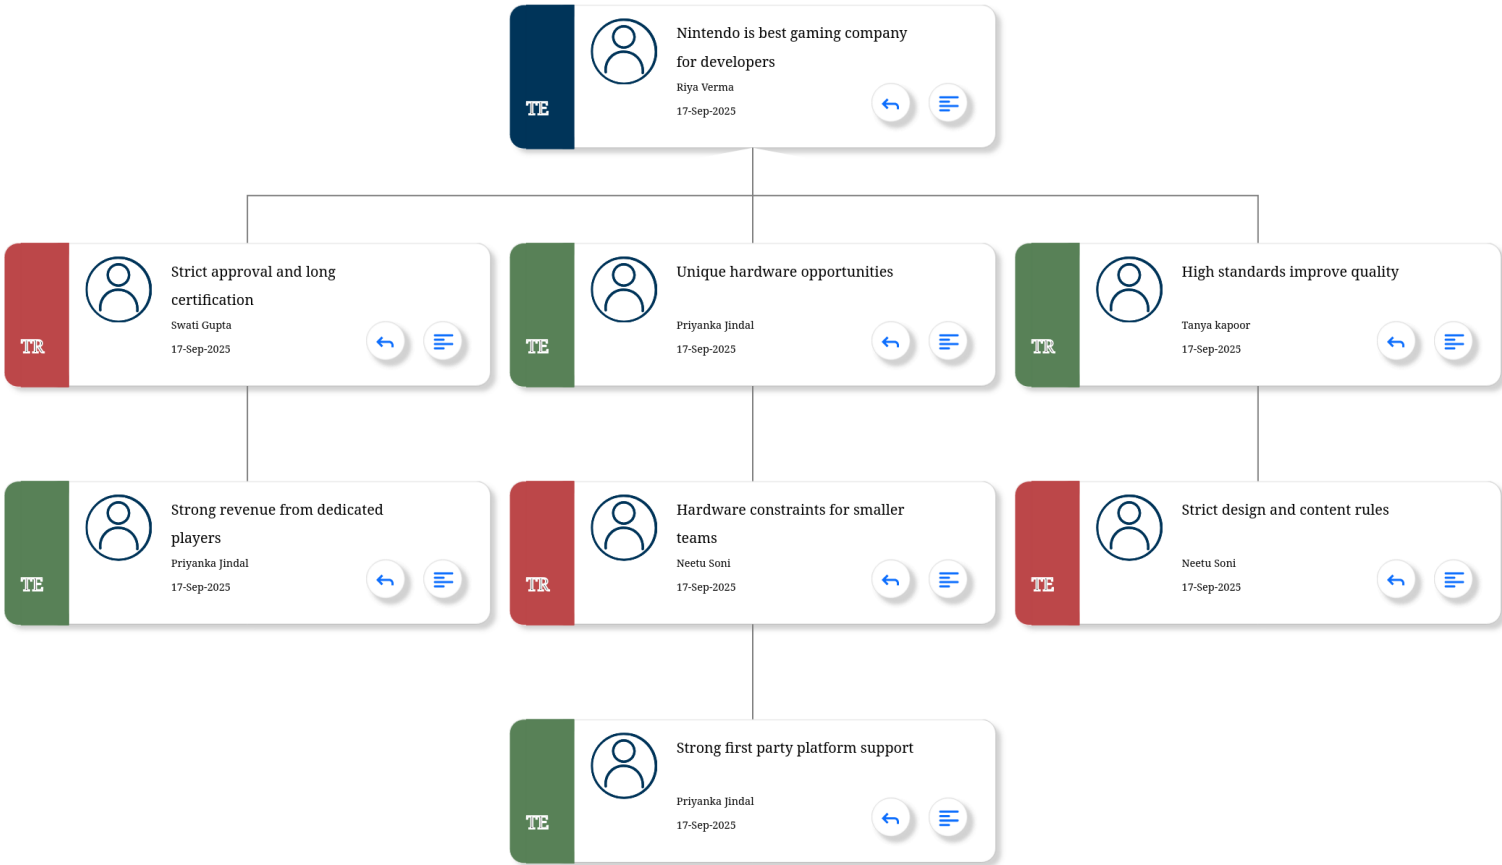 Nintendo is best gaming company
for developers
Riya Verma
17-Sep-2025
TE
Strict approval and long
certification
Swati Gupta
17-Sep-2025
TR
Unique hardware opportunities
Priyanka Jindal
17-Sep-2025
TE
High standards improve quality
Tanya kapoor
17-Sep-2025
TR
Strong revenue from dedicated
players
Priyanka Jindal
17-Sep-2025
TE
Hardware constraints for smaller
teams
Neetu Soni
17-Sep-2025
TR
Strict design and content rules
Neetu Soni
17-Sep-2025
TE
Strong first party platform support
Priyanka Jindal
17-Sep-2025
TE